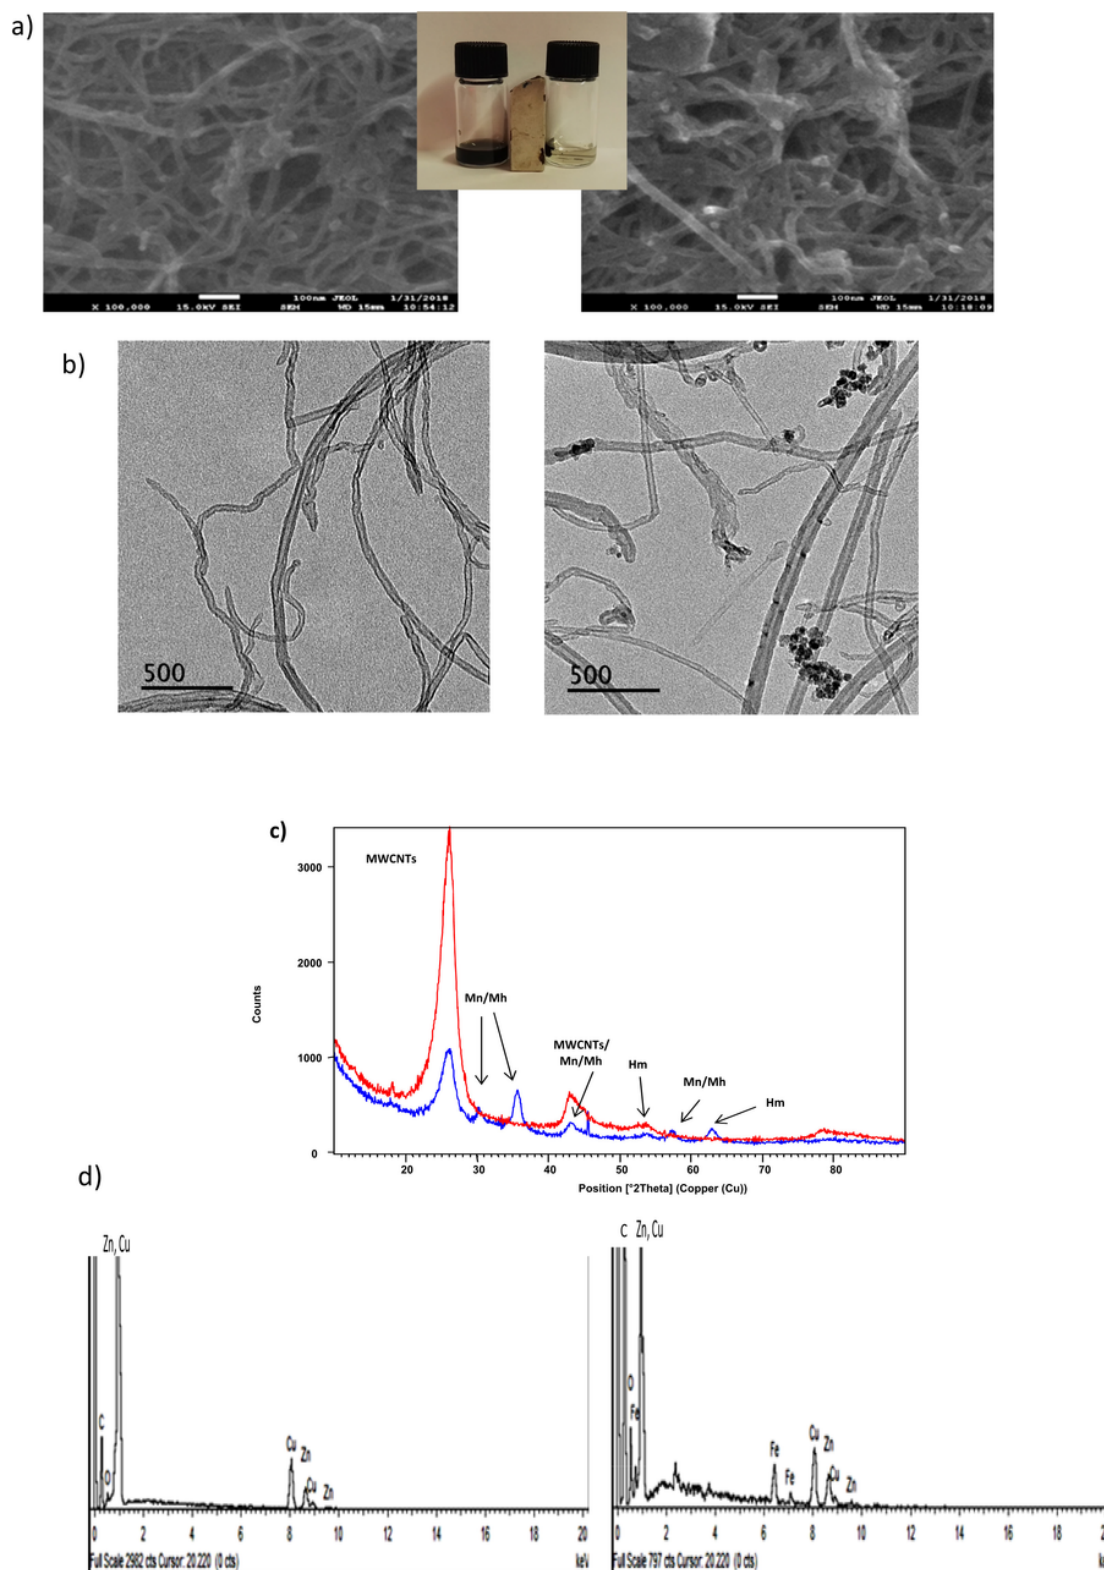 a)
X 100,000 15.0kV SEI 100nm JEOL 1/31/2018
SEM WD 15mm 10:54:12
X 100,000 15.0kV SEI 100nm JEOL 1/31/2018
SEM WD 15mm 10:18:09
b)
500
500
c)
MWCNTs
Mn/Mh
MWCNTs/
Mn/Mh
Hm
Mn/Mh
Hm
Counts
3000
2000
1000
0
20 30 40 50 60 70 80
Position [°2Theta] (Copper (Cu))
d)
Zn, Cu
C
O
Cu
Zn
Cu
Zn
0 2 4 6 8 10 12 14 16 18 20
Full Scale 2982 cts Cursor: 20.220 (0 cts) keV
C Zn, Cu
O
Fe
Fe
Fe
Cu
Zn
Cu
Zn
0 2 4 6 8 10 12 14 16 18 2
Full Scale 797 cts Cursor: 20.220 (0 cts) ke